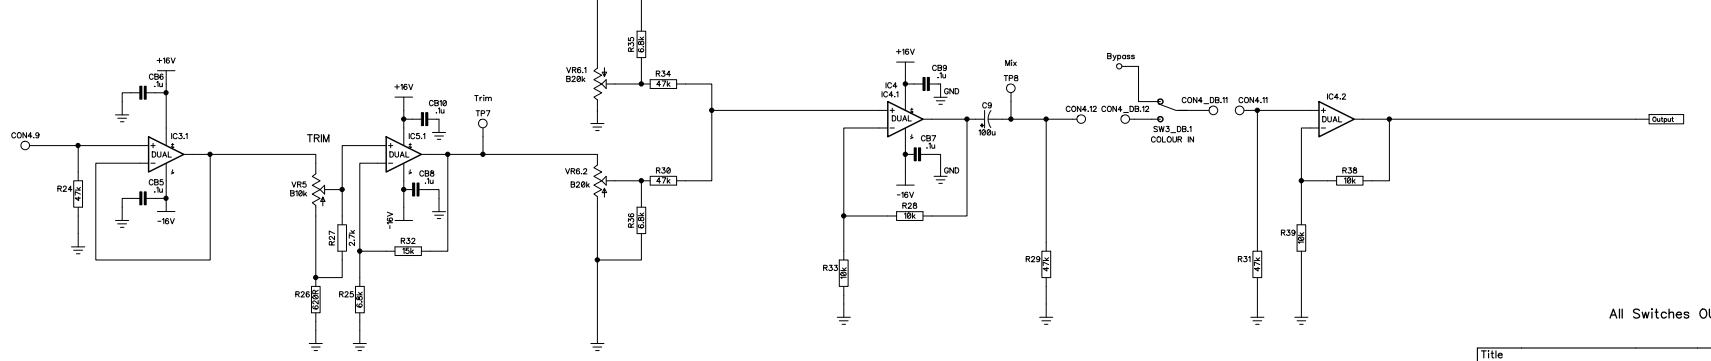 CON4.9
R24
47k
+16V
CB6
.1u
IC3.1
DUAL
CB5
.1u
-16V
TRIM
VR5
B10k
R27
2.7k
R26
620R
+16V
CB10
.1u
IC5.1
DUAL
CB8
.1u
-16V
R32
15k
R25
6.8k
Trim
TP7
VR6.1
B20k
R35
6.8k
R34
47k
VR6.2
B20k
R30
47k
R36
6.8k
+16V
CB9
.1u
GND
IC4
IC4.1
DUAL
CB7
.1u
GND
-16V
R28
10k
R33
10k
C9
100u
Mix
TP8
R29
47k
CON4.12
Bypass
CON4_DB.12
SW3_DB.1
COLOUR IN
CON4_DB.11
CON4.11
R31
47k
IC4.2
DUAL
R38
10k
R39
10k
Output
All Switches OU
Title